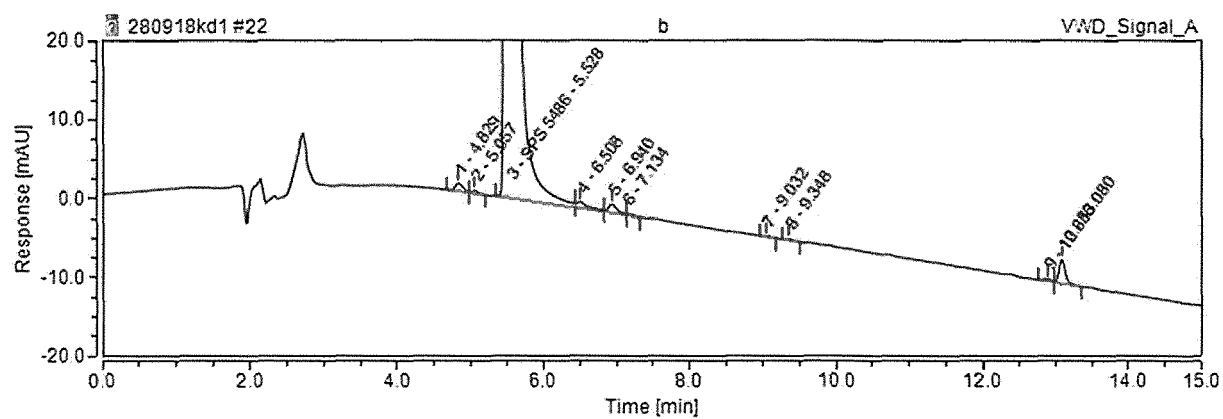 280918kd1 #22
b
VWD_Signal_A
Response [mAU]
20.0
10.0
0.0
-10.0
-20.0
1 - 4.829
2 - 5.057
3 - SPS 5486 - 5.528
4 - 6.508
5 - 6.940
6 - 7.134
7 - 9.032
8 - 9.348
0.0
2.0
4.0
6.0
8.0
10.0
12.0
14.0
15.0
Time [min]